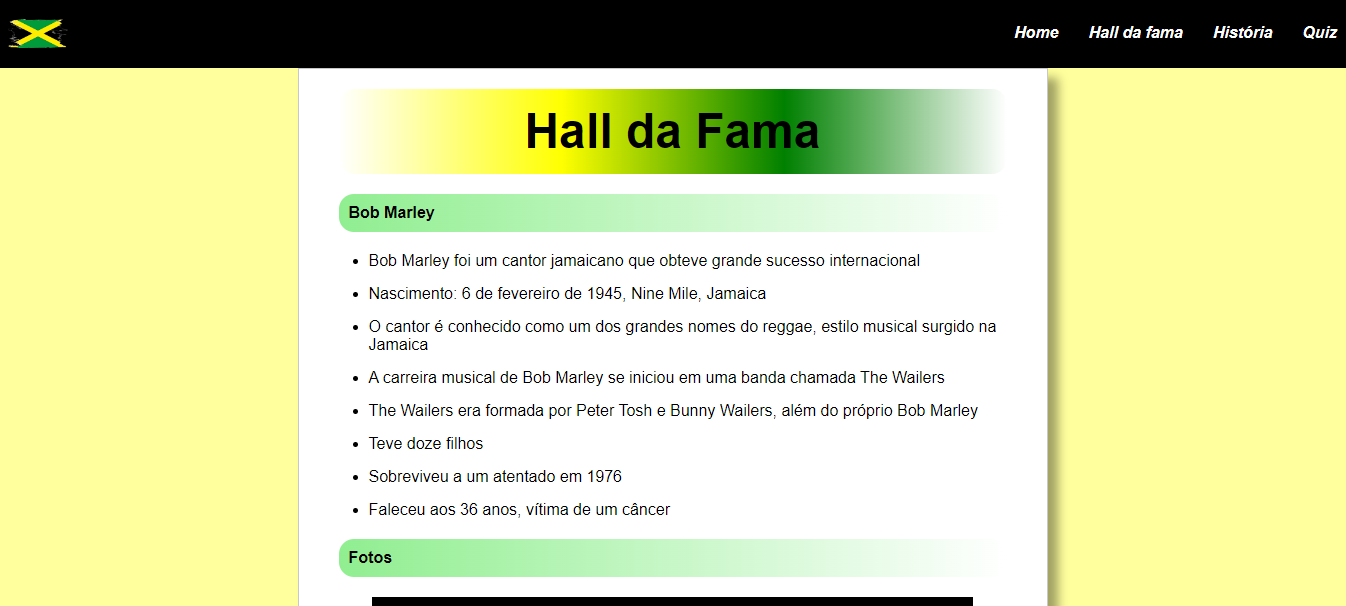 Home Hall da fama História Quiz
Hall da Fama
Bob Marley
Bob Marley foi um cantor jamaicano que obteve grande sucesso internacional
Nascimento: 6 de fevereiro de 1945, Nine Mile, Jamaica
O cantor é conhecido como um dos grandes nomes do reggae, estilo musical surgido na
Jamaica
A carreira musical de Bob Marley se iniciou em uma banda chamada The Wailers
The Wailers era formada por Peter Tosh e Bunny Wailers, além do próprio Bob Marley
Teve doze filhos
Sobreviveu a um atentado em 1976
Faleceu aos 36 anos, vítima de um câncer
Fotos